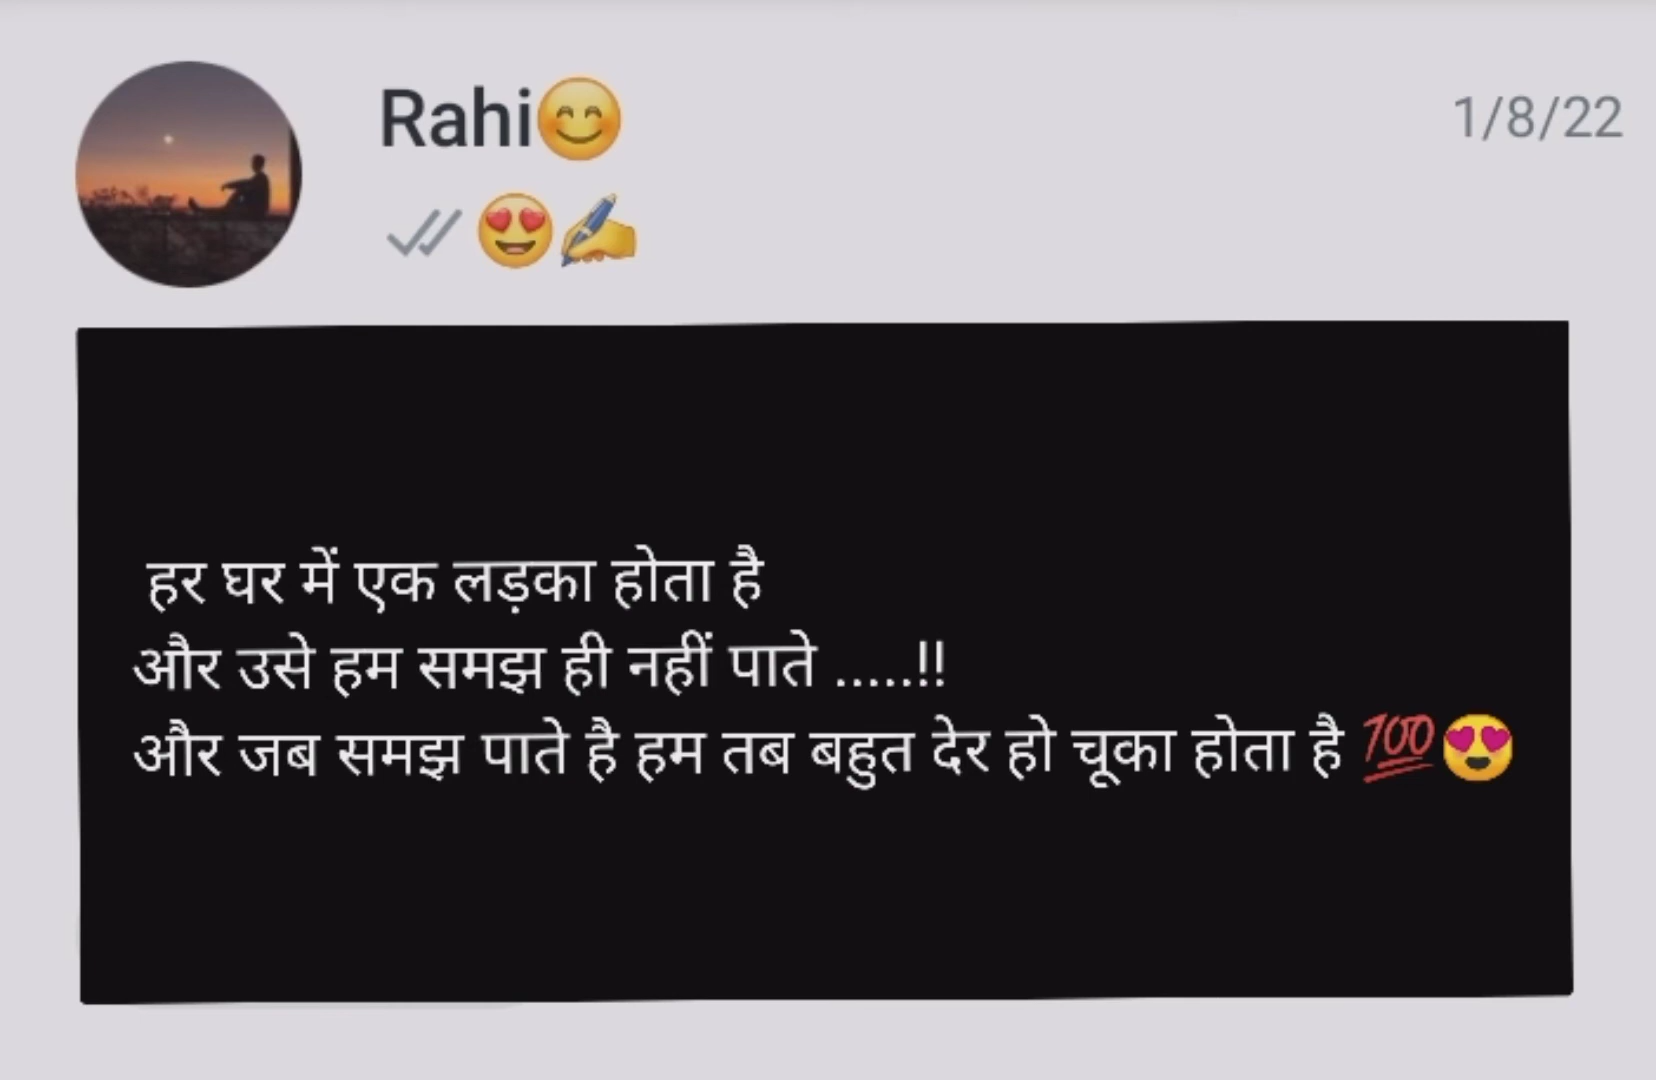 Rahi😊
1/8/22
😍✍️
हर घर में एक लड़का होता है
और उसे हम समझ ही नहीं पाते .....!!
और जब समझ पाते है हम तब बहुत देर हो चूका होता है 💯😍